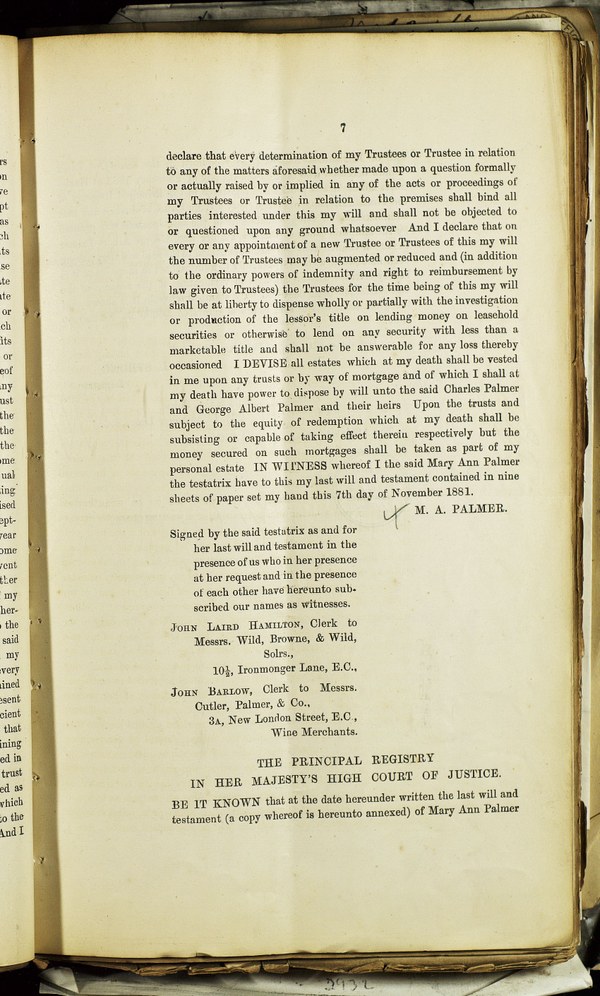 7
declare that every determination of my Trustees or Trustee in relation
to any of the matters aforesaid whether made upon a question formally
or actually raised by or implied in any of the acts or proceedings of
my Trustees or Trustee in relation to the premises shall bind all
parties interested under this my will and shall not be objected to
or questioned upon any ground whatsoever And I declare that on
every or any appointment of a new Trustee or Trustees of this my will
the number of Trustees may be augmented or reduced and (in addition
to the ordinary powers of indemnity and right to reimbursement by
law given to Trustees) the Trustees for the time being of this my will
shall be at liberty to dispense wholly or partially with the investigation
or production of the lessor's title on lending money on leasehold
securities or otherwise to lend on any security with less than a
marketable title and shall not be answerable for any loss thereby
occasioned I DEVISE all estates which at my death shall be vested
in me upon any trusts or by way of mortgage and of which I shall at
my death have power to dispose by will unto the said Charles Palmer
and George Albert Palmer and their heirs Upon the trusts and
subject to the equity of redemption which at my death shall be
subsisting or capable of taking effect therein respectively but the
money secured on such mortgages shall be taken as part of my
personal estate IN WITNESS whereof I the said Mary Ann Palmer
the testatrix have to this my last will and testament contained in nine
sheets of paper set my hand this 7th day of November 1881.
M. A. PALMER.
Signed by the said testatrix as and for
her last will and testament in the
presence of us who in her presence
at her request and in the presence
of each other have hereunto sub-
scribed our names as witnesses.
JOHN LAIRD HAMILTON, Clerk to
Messrs. Wild, Browne, & Wild,
Solrs.,
10½, Ironmonger Lane, E.C.,
JOHN BARLOW, Clerk to Messrs.
Cutler, Palmer, & Co.,
3A, New London Street, E.C.,
Wine Merchants.
THE PRINCIPAL REGISTRY
IN HER MAJESTY'S HIGH COURT OF JUSTICE.
BE IT KNOWN that at the date hereunder written the last will and
testament (a copy whereof is hereunto annexed) of Mary Ann Palmer